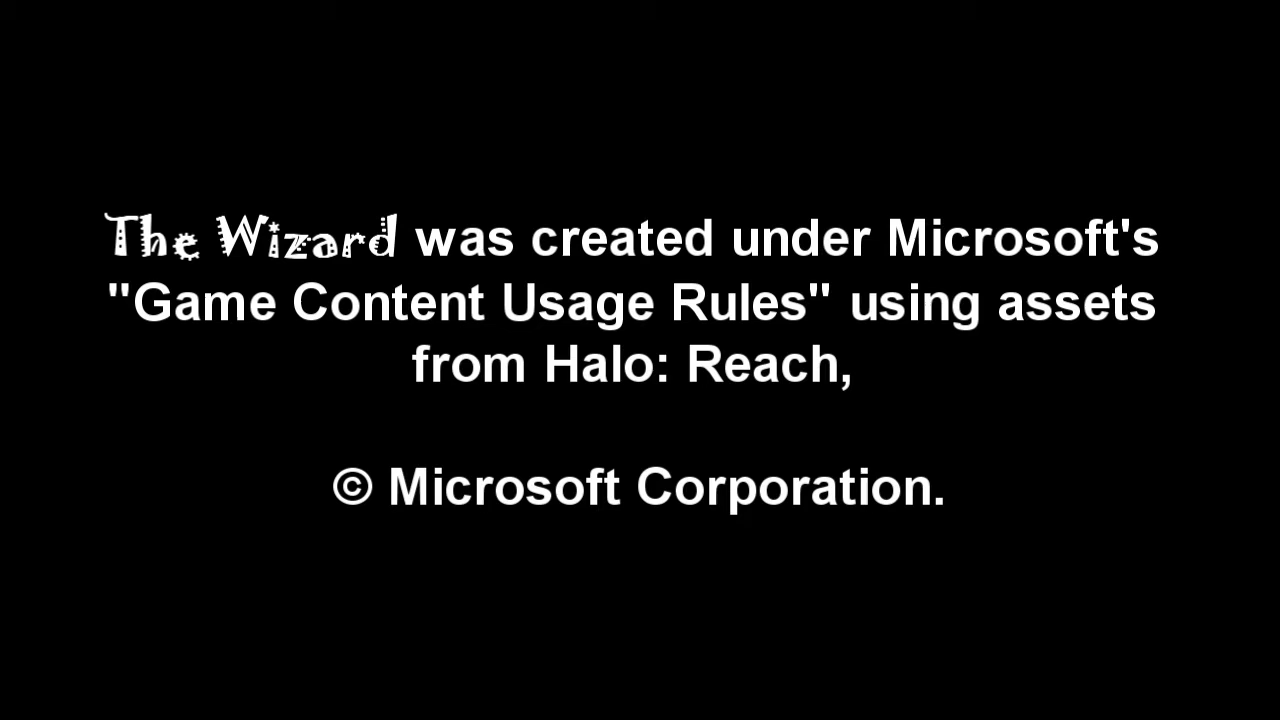 The Wizard was created under Microsoft's
"Game Content Usage Rules" using assets
from Halo: Reach,
© Microsoft Corporation.